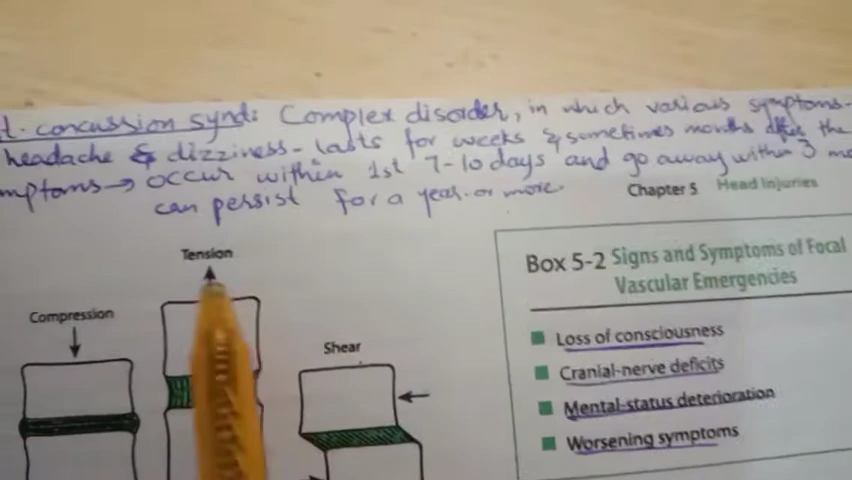 t. concussion synd: Complex disorder, in which various symptoms-
headache & dizziness - lasts for weeks & sometimes months after the
mptoms → occur within 1st 7-10 days and go away within 3 mo
can persist for a year or more.
Chapter 5 Head Injuries
Tension
Compression
Shear
Box 5-2 Signs and Symptoms of Focal
Vascular Emergencies
Loss of consciousness
Cranial-nerve deficits
Mental-status deterioration
Worsening symptoms